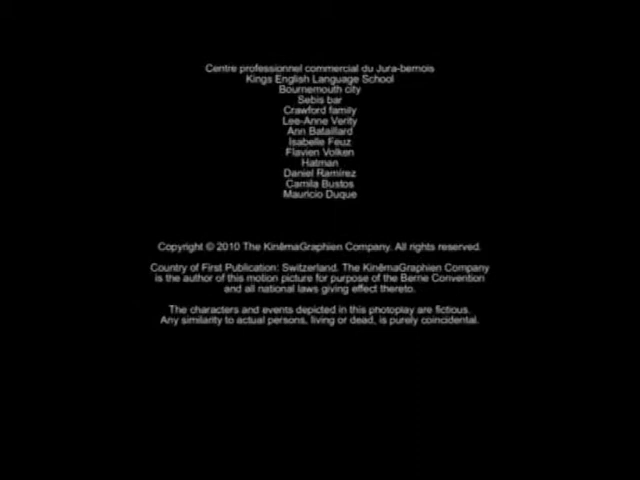 Centre professionnel commercial du Jura-bernois
Kings English Language School
Bournemouth city
Sebis bar
Crawford family
Lee-Anne Verity
Ann Bataillard
Isabelle Feuz
Flavien Volken
Hatman
Daniel Ramirez
Camila Bustos
Mauricio Duque
Copyright © 2010 The KinēmaGraphien Company. All rights reserved.
Country of First Publication: Switzerland. The KinēmaGraphien Company
is the author of this motion picture for purpose of the Berne Convention
and all national laws giving effect thereto.
The characters and events depicted in this photoplay are fictious.
Any similarity to actual persons, living or dead, is purely coincidental.